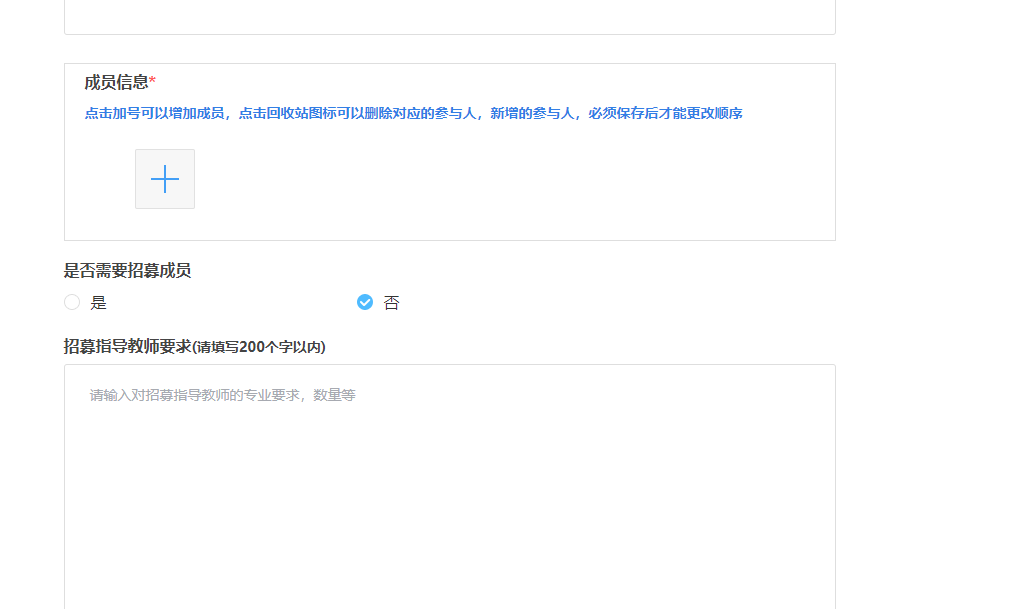 成员信息*
点击加号可以增加成员，点击回收站图标可以删除对应的参与人，新增的参与人，必须保存后才能更改顺序
是否需要招募成员
是 否
招募指导教师要求(请填写200个字以内)
请输入对招募指导教师的专业要求，数量等